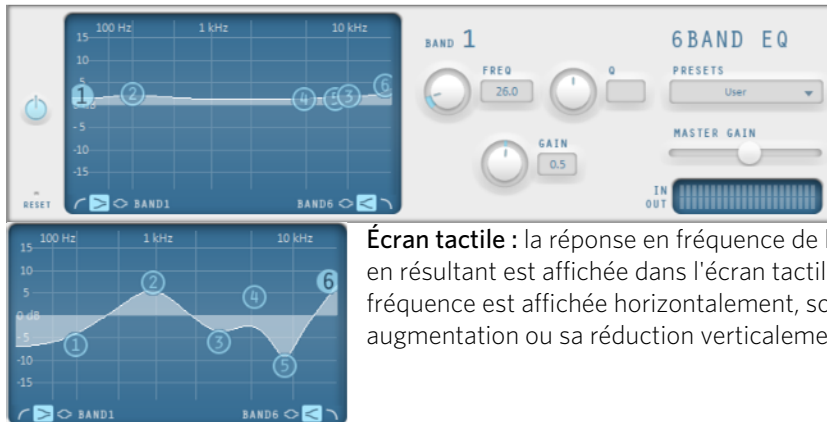 100 Hz 1 kHz 10 kHz
15
10
5
0 dB
-5
-10
-15
1 2 4 5 3 6
RESET
BAND1 BAND6
BAND 1
6BAND EQ
FREQ
26.0
Q
GAIN
0.5
PRESETS
User
MASTER GAIN
IN
OUT
100 Hz 1 kHz 10 kHz
15
10
5
0 dB
-5
-10
-15
1 2 3 4 5 6
BAND1 BAND6
Écran tactile : la réponse en fréquence de
en résultant est affichée dans l'écran
fréquence est affichée horizontalement,
augmentation ou sa réduction